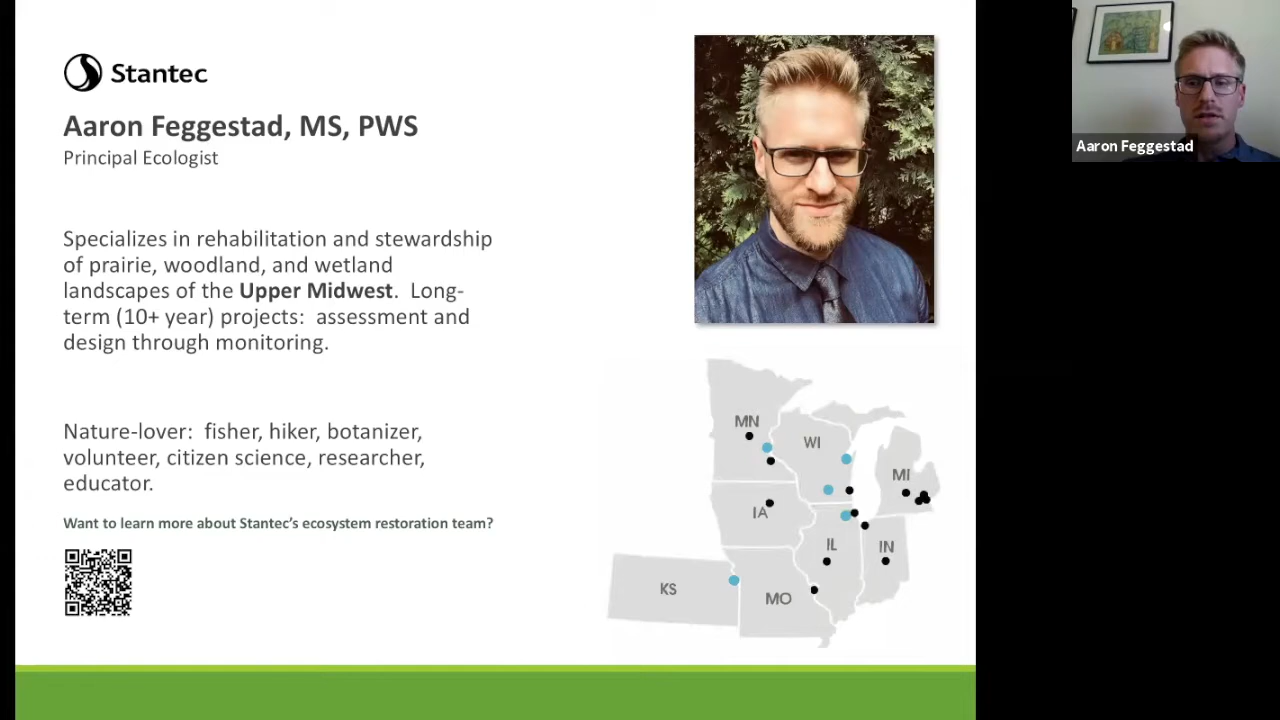 Stantec
Aaron Feggestad, MS, PWS
Principal Ecologist
Specializes in rehabilitation and stewardship
of prairie, woodland, and wetland
landscapes of the Upper Midwest.  Long-
term (10+ year) projects:  assessment and
design through monitoring.
Nature-lover:  fisher, hiker, botanizer,
volunteer, citizen science, researcher,
educator.
Want to learn more about Stantec's ecosystem restoration team?
MN
WI
MI
IA
IL
IN
KS
MO
Aaron Feggestad